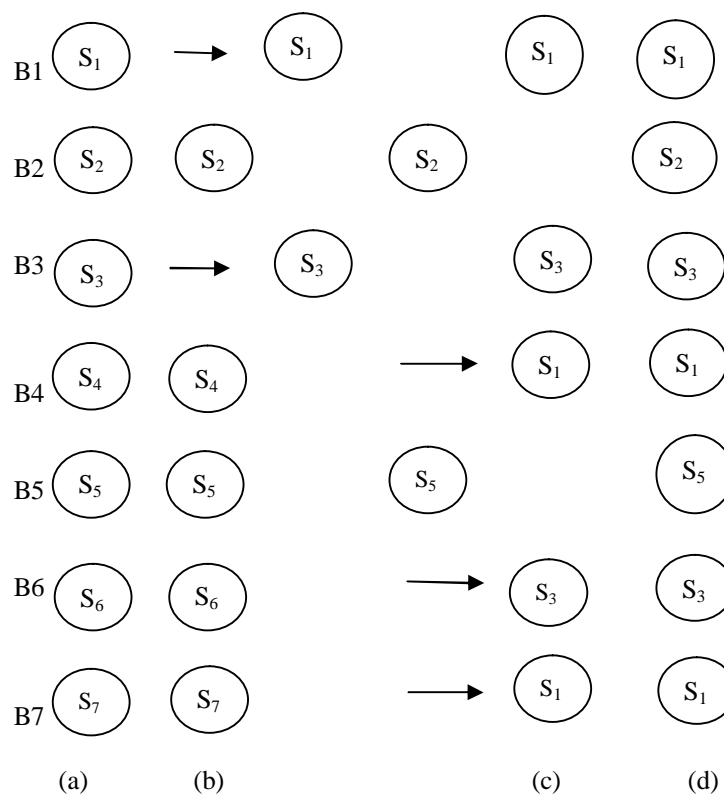 B1 S₁ S₁ S₁ S₁
B2 S₂ S₂ S₂ S₂
B3 S₃ S₃ S₃ S₃
B4 S₄ S₄ S₁ S₁
B5 S₅ S₅ S₅ S₅
B6 S₆ S₆ S₃ S₃
B7 S₇ S₇ S₁ S₁
(a) (b) (c) (d)